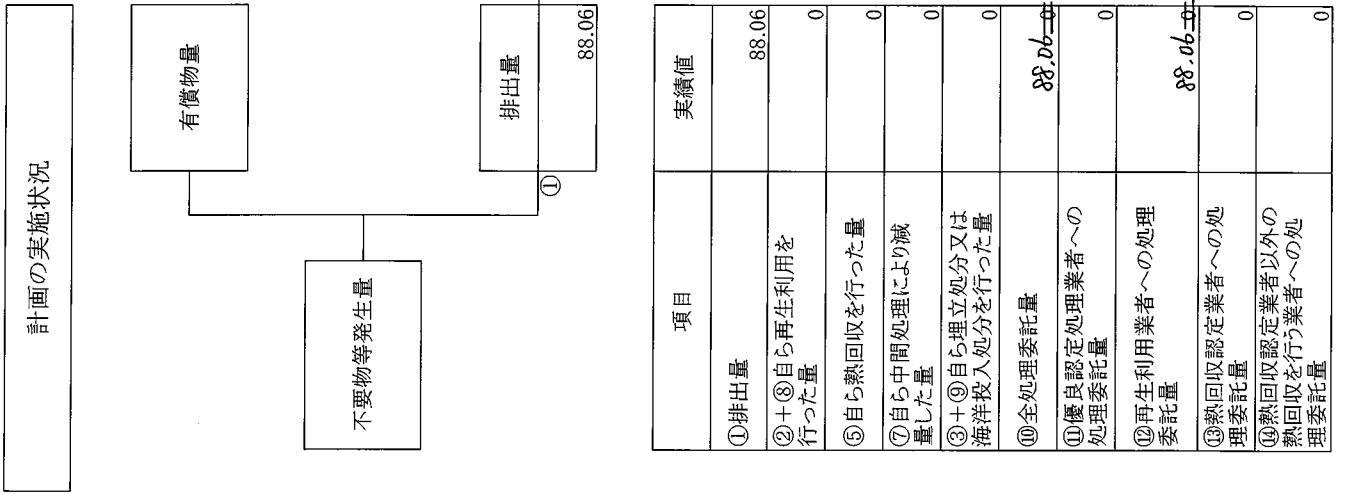 計画の実施状況
不要物等発生量
有償物量
①
排出量
88.06
項目
実績値
①排出量
88.06
②+⑧自ら再生利用を
行った量
0
⑤自ら熱回収を行った量
0
⑦自ら中間処理により減
量した量
0
③+⑨自ら埋立処分又は
海洋投入処分を行った量
0
⑩全処理委託量
88.06 0
⑪優良認定処理業者への
処理委託量
0
⑫再生利用業者への処理
委託量
88.06 0
⑬熱回収認定業者への処
理委託量
0
⑭熱回収認定業者以外の
熱回収を行う業者への処
理委託量
0